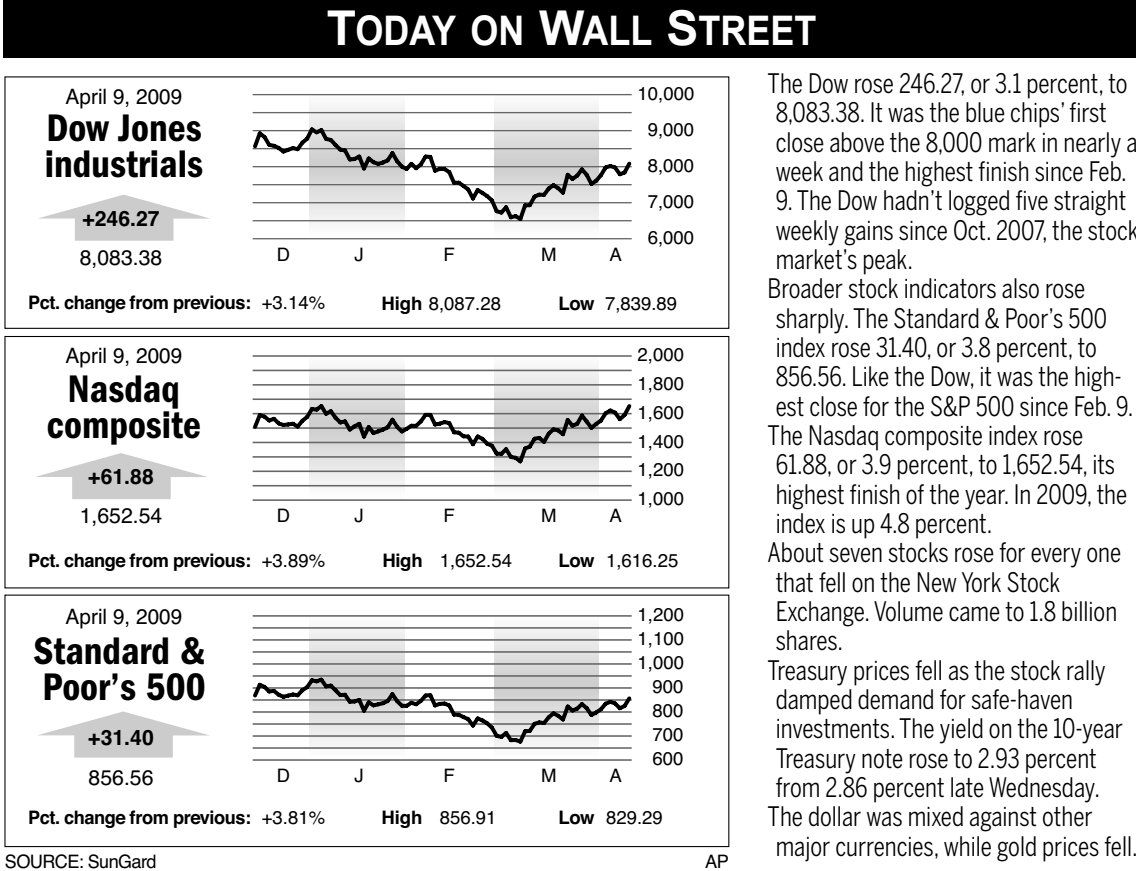 TODAY ON WALL STREET
April 9, 2009
Dow Jones
industrials
+246.27
8,083.38
10,000
9,000
8,000
7,000
6,000
D J F M A
Pct. change from previous: +3.14% High 8,087.28 Low 7,839.89
April 9, 2009
Nasdaq
composite
+61.88
1,652.54
2,000
1,800
1,600
1,400
1,200
1,000
D J F M A
Pct. change from previous: +3.89% High 1,652.54 Low 1,616.25
April 9, 2009
Standard &
Poor's 500
+31.40
856.56
1,200
1,100
1,000
900
800
700
600
D J F M A
Pct. change from previous: +3.81% High 856.91 Low 829.29
SOURCE: SunGard AP
The Dow rose 246.27, or 3.1 percent, to
8,083.38. It was the blue chips' first
close above the 8,000 mark in nearly a
week and the highest finish since Feb.
9. The Dow hadn't logged five straight
weekly gains since Oct. 2007, the stock
market's peak.
Broader stock indicators also rose
sharply. The Standard & Poor's 500
index rose 31.40, or 3.8 percent, to
856.56. Like the Dow, it was the high-
est close for the S&P 500 since Feb. 9.
The Nasdaq composite index rose
61.88, or 3.9 percent, to 1,652.54, its
highest finish of the year. In 2009, the
index is up 4.8 percent.
About seven stocks rose for every one
that fell on the New York Stock
Exchange. Volume came to 1.8 billion
shares.
Treasury prices fell as the stock rally
damped demand for safe-haven
investments. The yield on the 10-year
Treasury note rose to 2.93 percent
from 2.86 percent late Wednesday.
The dollar was mixed against other
major currencies, while gold prices fell.